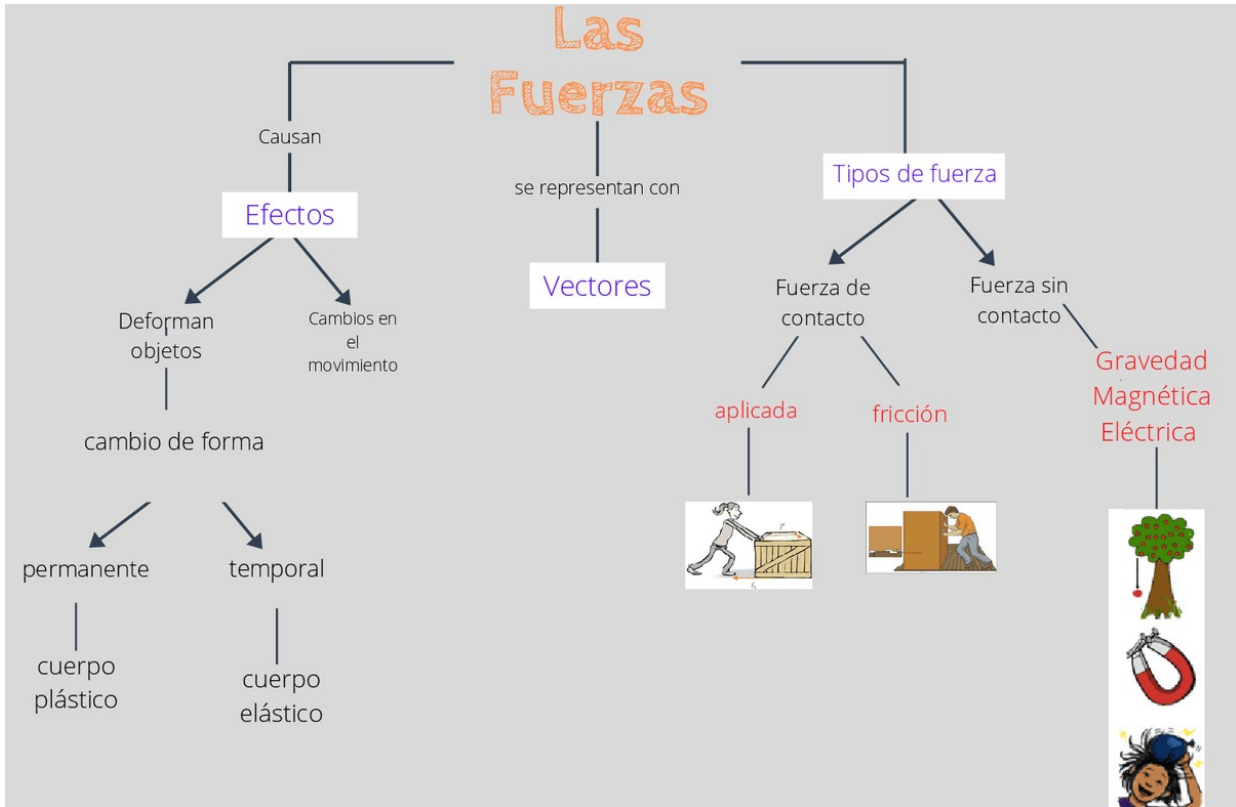 Las
Fuerzas
Causan
Efectos
Deforman
objetos
Cambios en
el
movimiento
cambio de forma
permanente
temporal
cuerpo
plástico
cuerpo
elástico
se representan con
Vectores
Tipos de fuerza
Fuerza de
contacto
Fuerza sin
contacto
aplicada
fricción
Gravedad
Magnética
Eléctrica